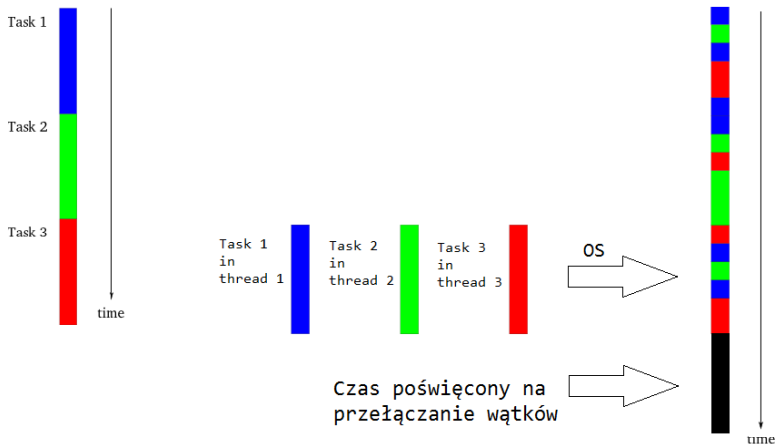 Task 1
Task 2
Task 3
time
Task 1
in
thread 1
Task 2
in
thread 2
Task 3
in
thread 3
OS
Czas poświęcony na
przełączanie wątków
time